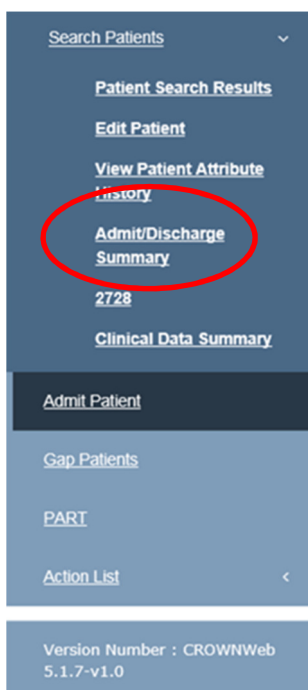 Search Patients
Patient Search Results
Edit Patient
View Patient Attribute
History
Admit/Discharge
Summary
2728
Clinical Data Summary
Admit Patient
Gap Patients
PART
Action List
Version Number : CROWNWeb
5.1.7-v1.0